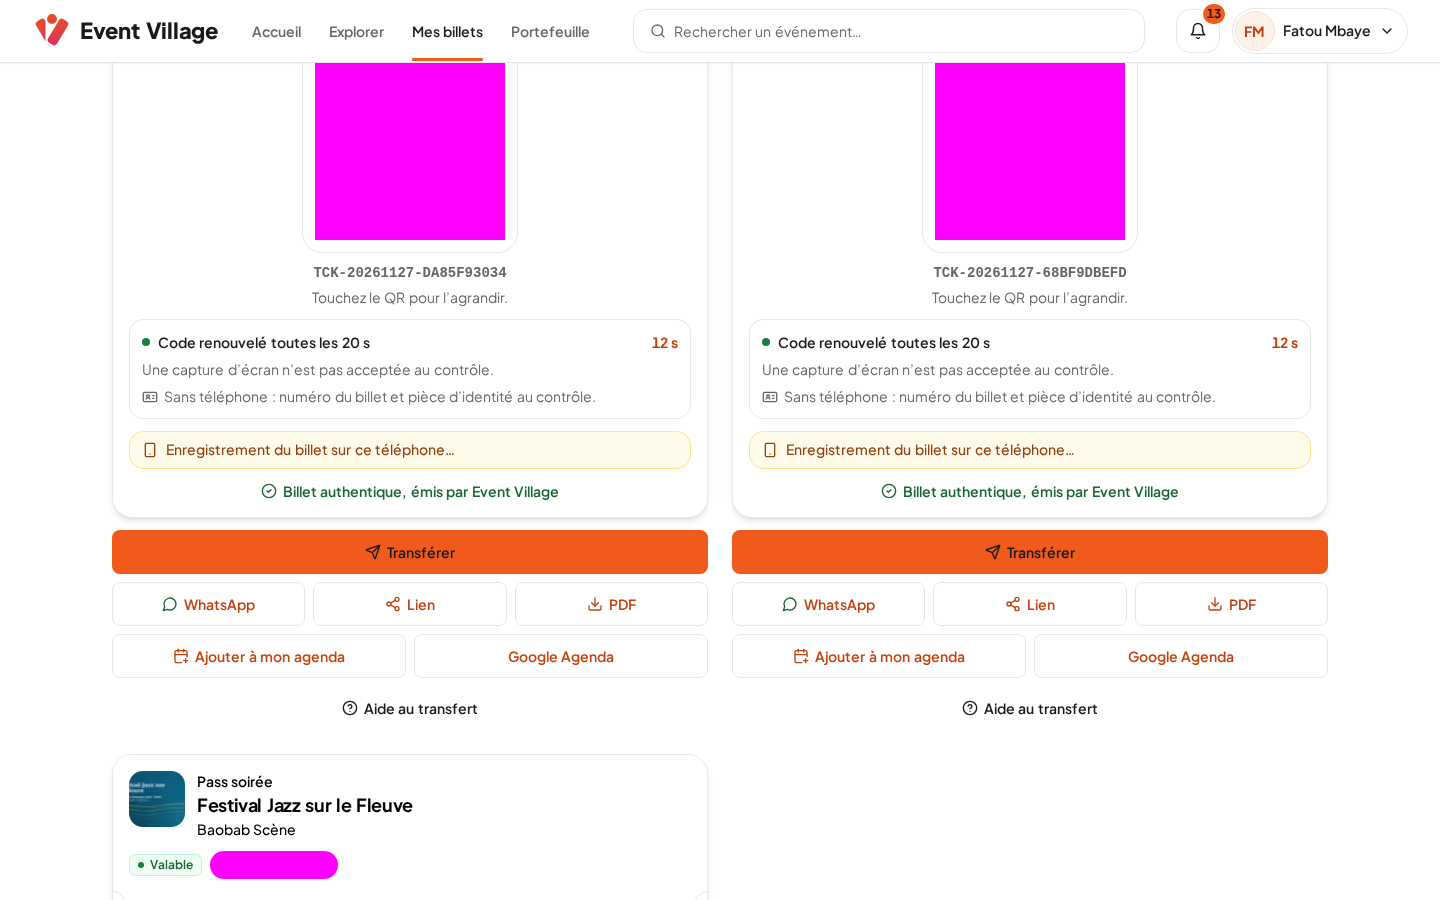 Event Village
Accueil
Explorer
Mes billets
Portefeuille
Rechercher un événement...
13
FM
Fatou Mbaye
TCK-20261127-DA85F93034
Touchez le QR pour l'agrandir.
Code renouvelé toutes les 20 s
12 s
Une capture d'écran n'est pas acceptée au contrôle.
Sans téléphone : numéro du billet et pièce d'identité au contrôle.
Enregistrement du billet sur ce téléphone...
Billet authentique, émis par Event Village
Transférer
WhatsApp
Lien
PDF
Ajouter à mon agenda
Google Agenda
Aide au transfert
TCK-20261127-68BF9DBEFD
Touchez le QR pour l'agrandir.
Code renouvelé toutes les 20 s
12 s
Une capture d'écran n'est pas acceptée au contrôle.
Sans téléphone : numéro du billet et pièce d'identité au contrôle.
Enregistrement du billet sur ce téléphone...
Billet authentique, émis par Event Village
Transférer
WhatsApp
Lien
PDF
Ajouter à mon agenda
Google Agenda
Aide au transfert
Pass soirée
Festival Jazz sur le Fleuve
Baobab Scène
Valable